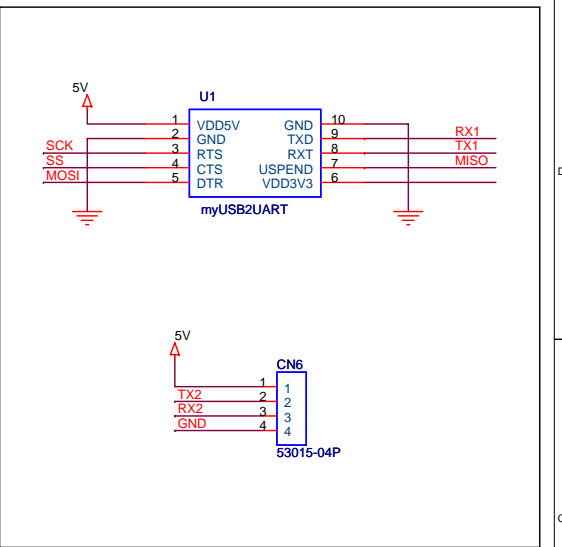 5V
U1
1 VDD5V GND 10
2 GND TXD 9 RX1
SCK 3 RTS RXT 8 TX1
SS 4 CTS USPEND 7 MISO
MOSI 5 DTR VDD3V3 6
myUSB2UART
D
5V
CN6
1 1
TX2 2 2
RX2 3 3
GND 4 4
53015-04P
C